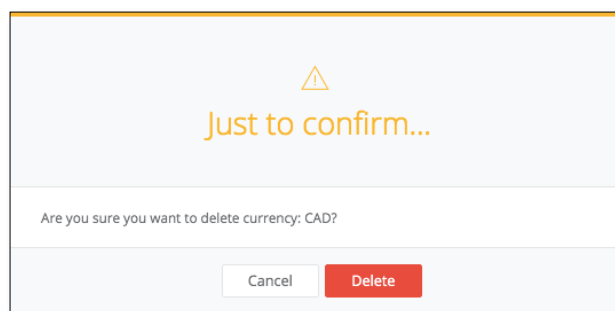 Just to confirm...
Are you sure you want to delete currency: CAD?
Cancel
Delete